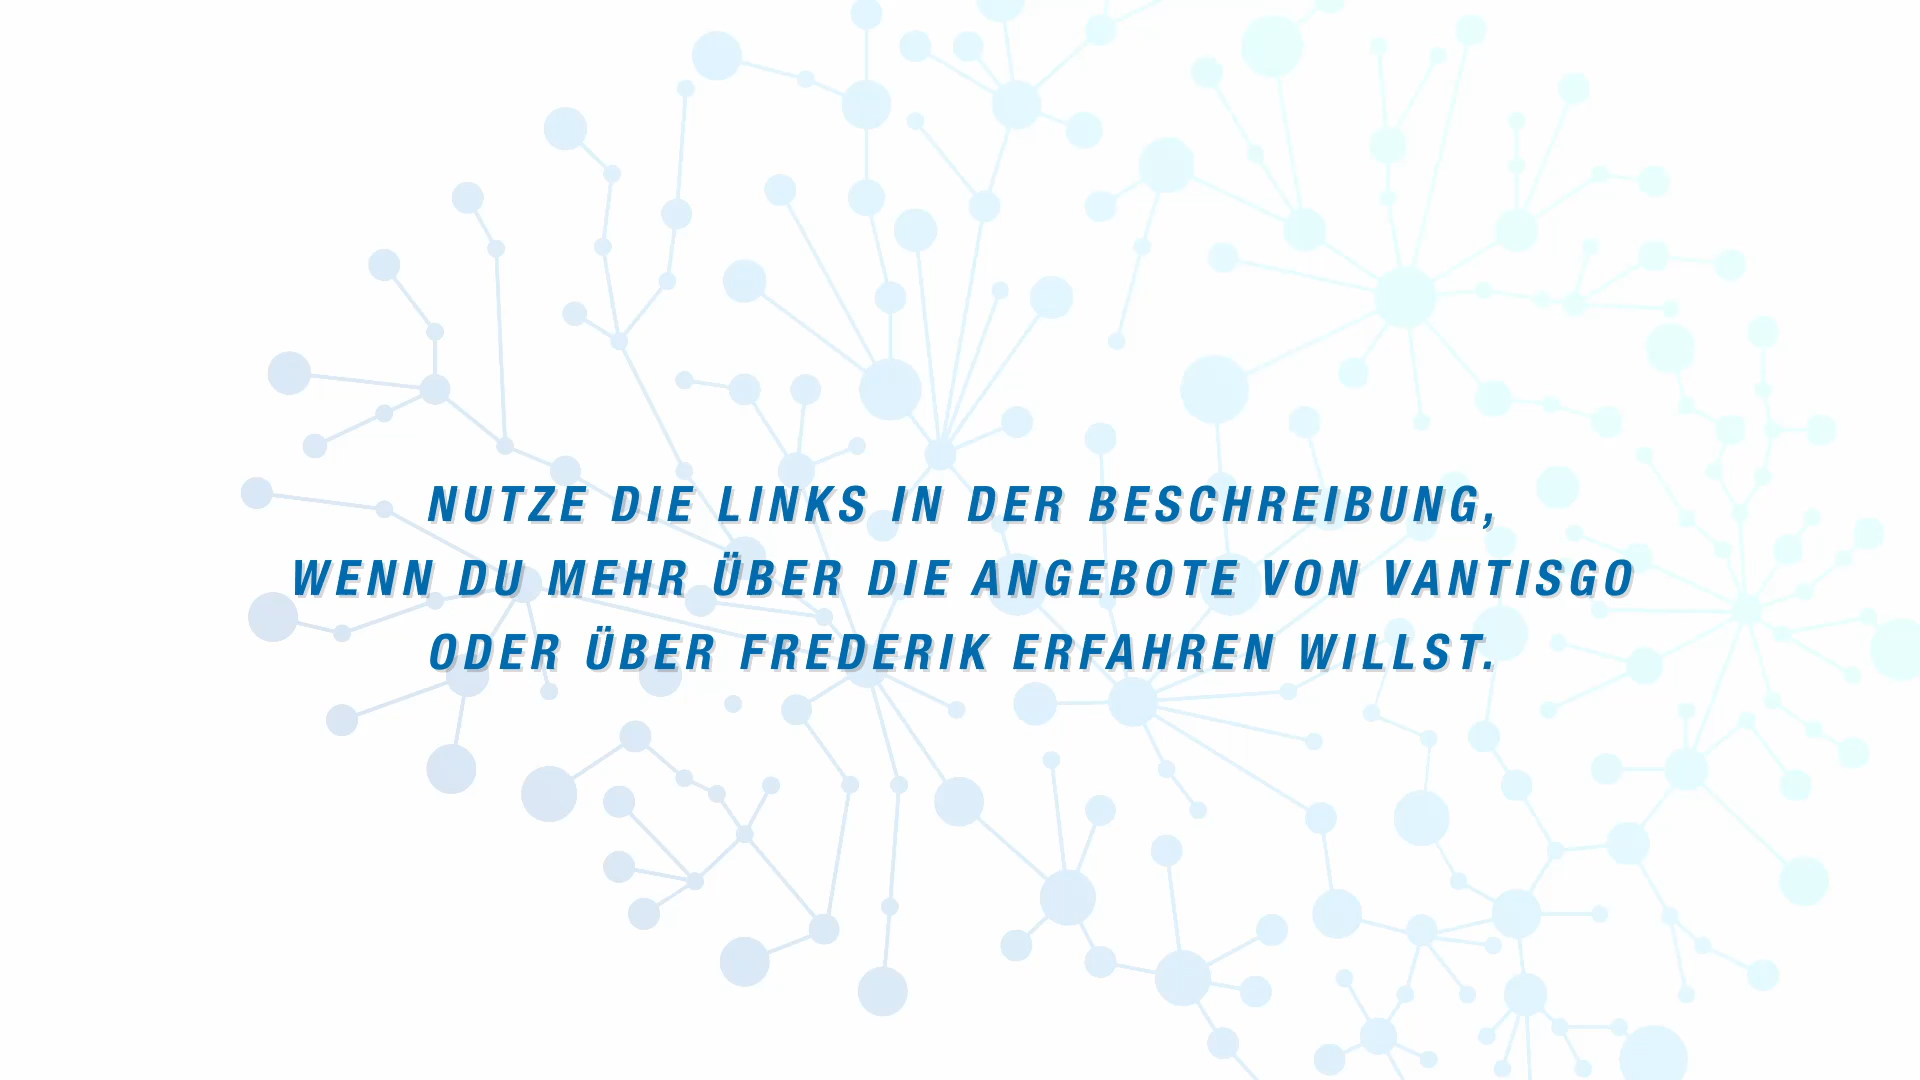 NUTZE DIE LINKS IN DER BESCHREIBUNG,
WENN DU MEHR ÜBER DIE ANGEBOTE VON VANTISGO
ODER ÜBER FREDERIK ERFAHREN WILLST.